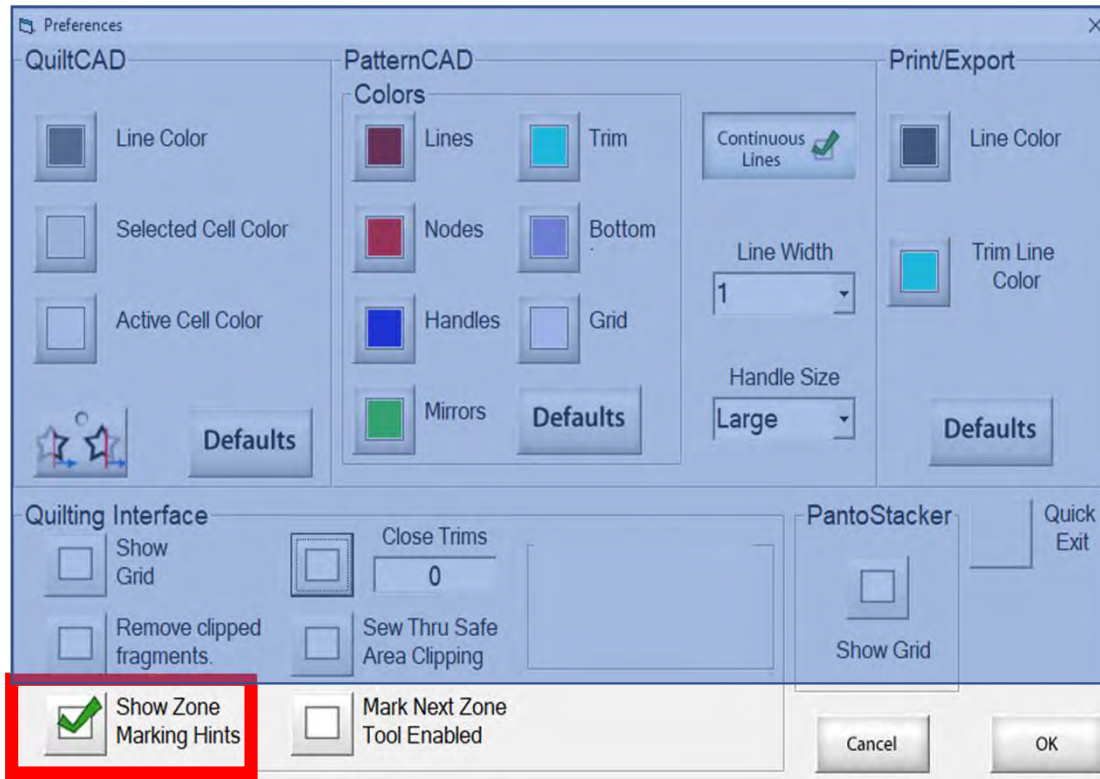 Preferences
QuiltCAD
Line Color
Selected Cell Color
Active Cell Color
Defaults
PatternCAD
Colors
Lines
Trim
Nodes
Bottom
Handles
Grid
Mirrors
Defaults
Continuous
Lines
Line Width
1
Handle Size
Large
Print/Export
Line Color
Trim Line
Color
Defaults
Quilting Interface
Show
Grid
Close Trims
0
Remove clipped
fragments.
Sew Thru Safe
Area Clipping
Show Zone
Marking Hints
Mark Next Zone
Tool Enabled
PantoStacker
Show Grid
Quick
Exit
Cancel
OK